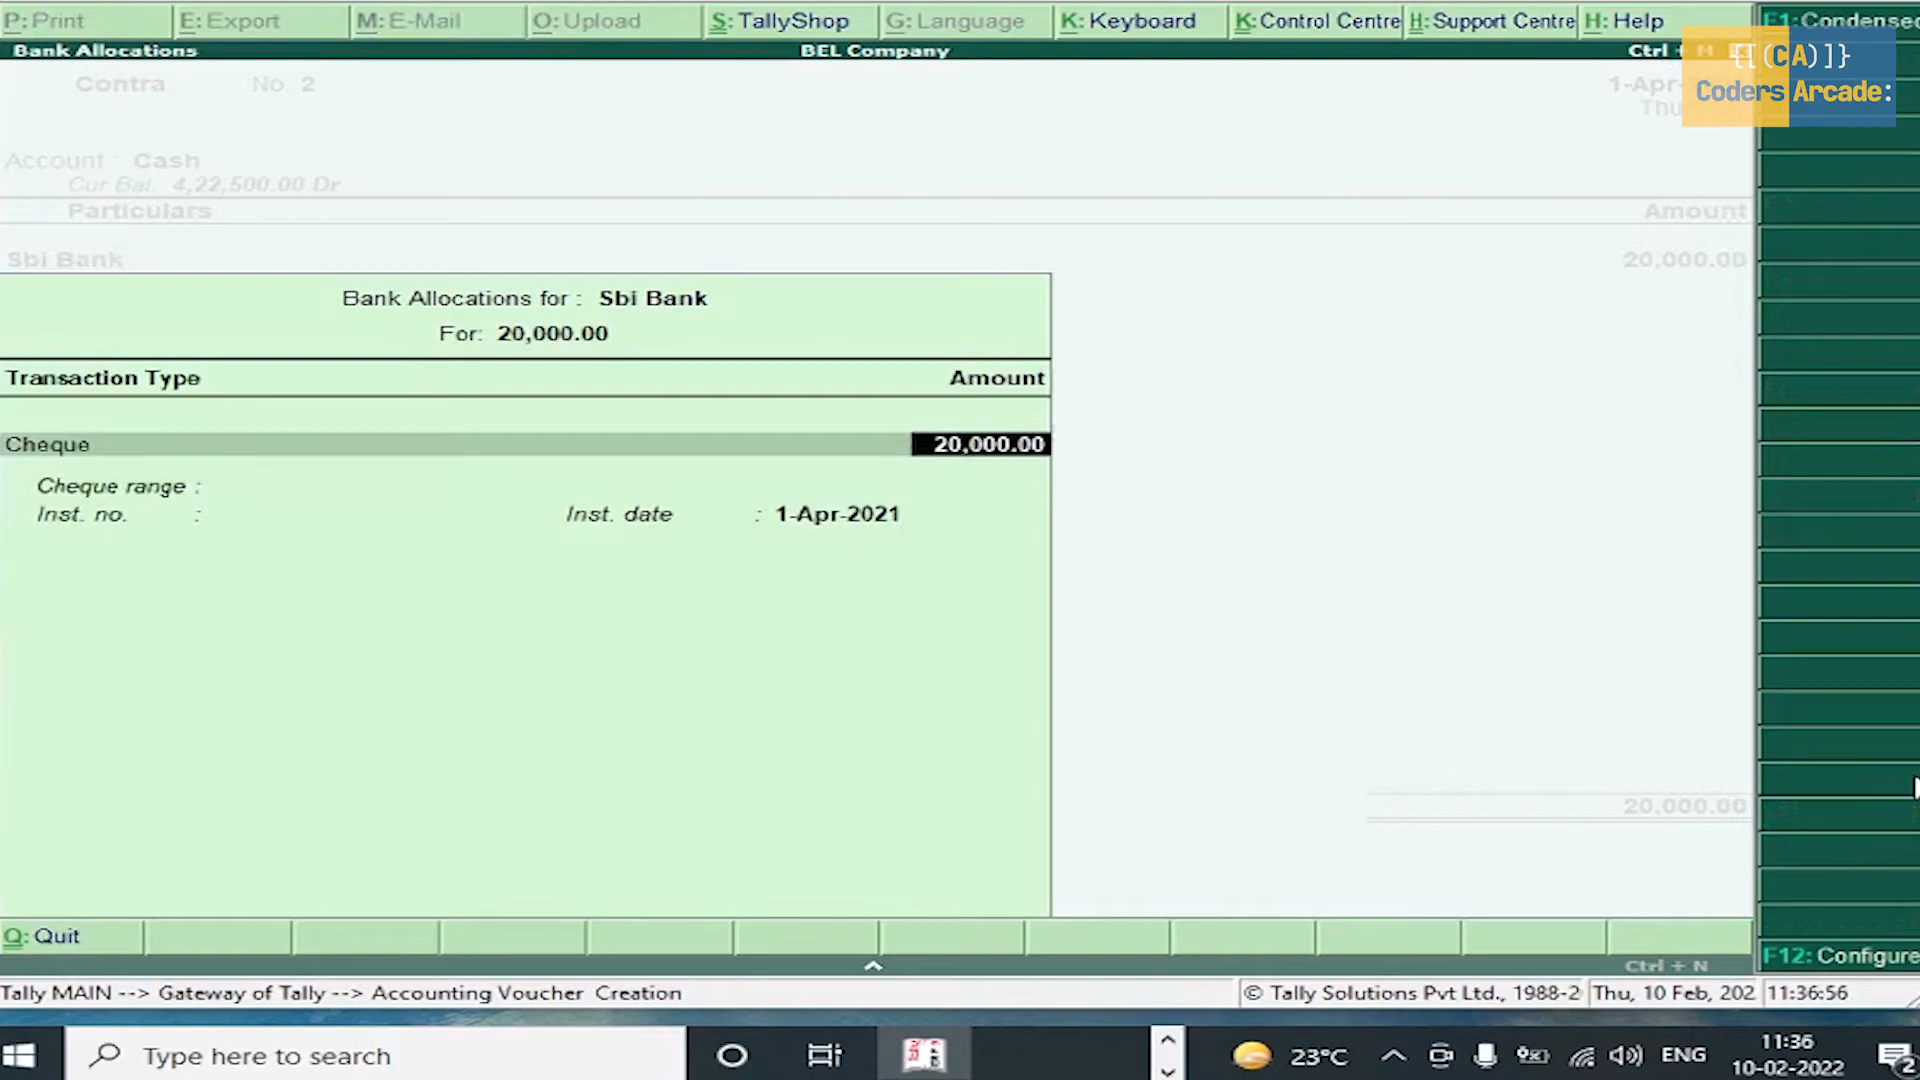 P: Print E: Export M: E-Mail O: Upload S: TallyShop G: Language K: Keyboard K: Control Centre H: Support Centre H: Help F1: Condensed
Bank Allocations BEL Company Ctrl + M
{[(CA)]}
Coders Arcade:
Contra No. 2 1-Apr-
Thu
Account : Cash
Cur Bal: 4,22,500.00 Dr
Particulars Amount
Sbi Bank 20,000.00
Bank Allocations for : Sbi Bank
For: 20,000.00
Transaction Type Amount
Cheque 20,000.00
Cheque range :
Inst. no. : Inst. date : 1-Apr-2021
20,000.00
Q: Quit
Ctrl + N
F12: Configure
Tally MAIN --> Gateway of Tally --> Accounting Voucher Creation © Tally Solutions Pvt Ltd., 1988-2 Thu, 10 Feb, 202 11:36:56
Type here to search 23°C ENG 11:36
10-02-2022
2